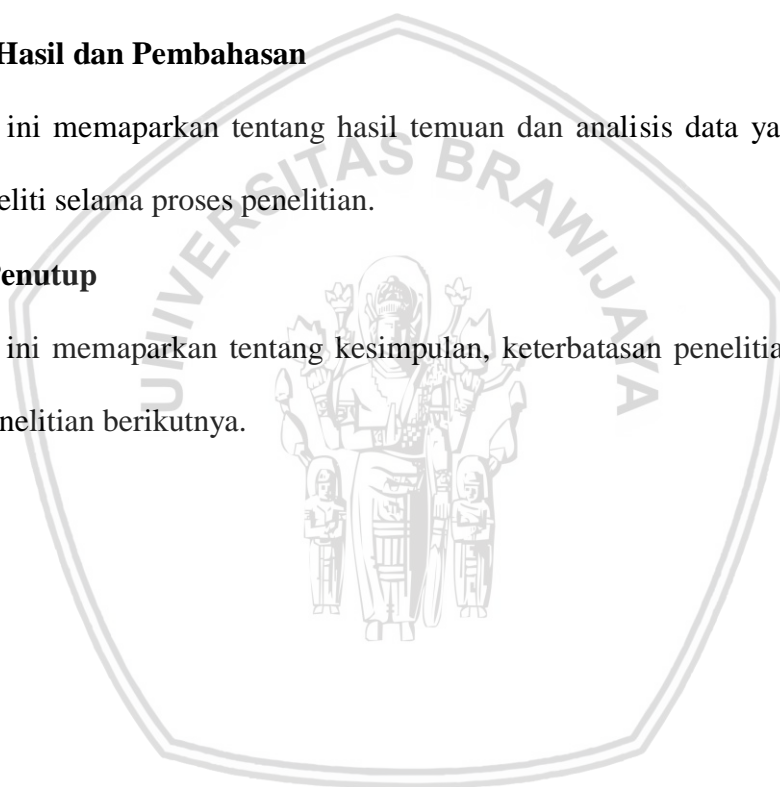 Hasil dan Pembahasan
ini memaparkan tentang hasil temuan dan analisis data ya
eliti selama proses penelitian.
Penutup
ini memaparkan tentang kesimpulan, keterbatasan penelitia
nelitian berikutnya.
UNIVERSITAS BRAWIJAYA